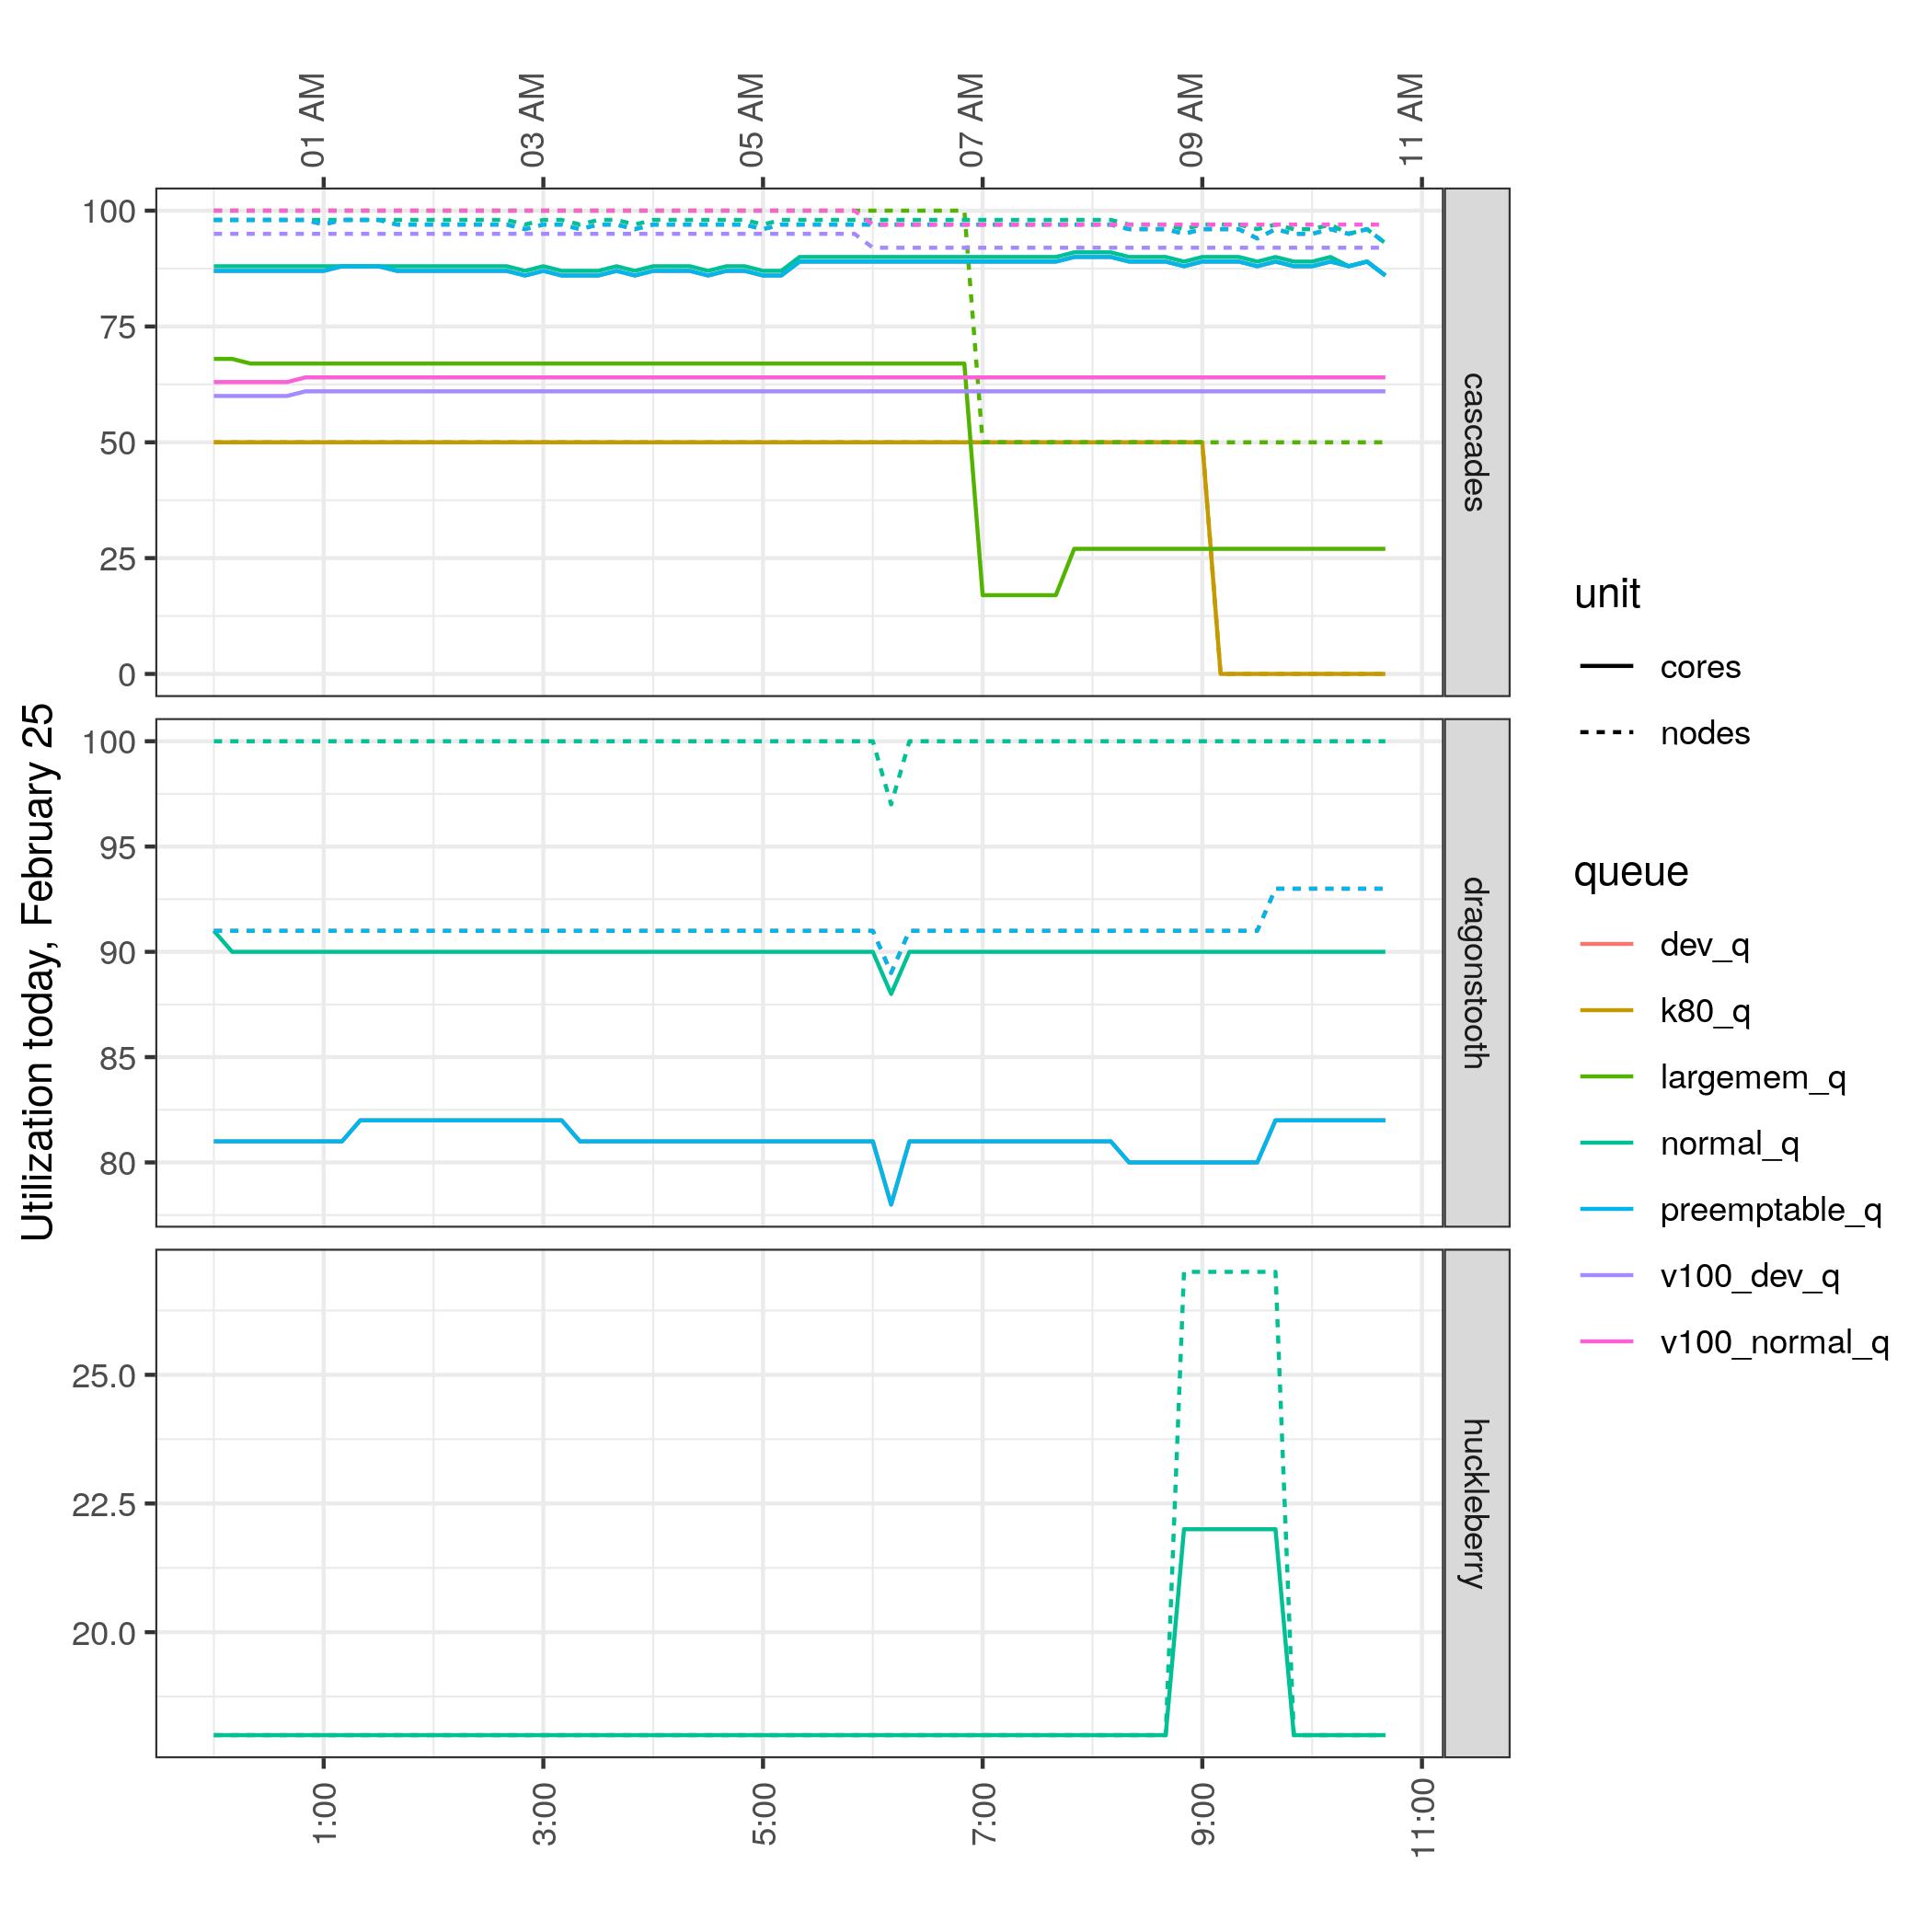 01 AM
03 AM
05 AM
07 AM
09 AM
11 AM
Utilization today, February 25
100
75
50
25
0
cascades
100
95
90
85
80
dragonstooth
25.0
22.5
20.0
huckleberry
1:00
3:00
5:00
7:00
9:00
11:00
unit
cores
nodes
queue
dev_q
k80_q
largemem_q
normal_q
preemptable_q
v100_dev_q
v100_normal_q